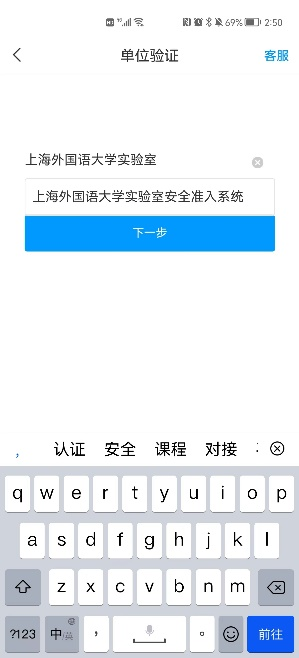 69% 2:50
单位验证 客服
上海外国语大学实验室
上海外国语大学实验室安全准入系统
下一步
， 认证 安全 课程 对接
q w e r t y u i o p
a s d f g h j k l
z x c v b n m
?123 中/英 ， 。 前往